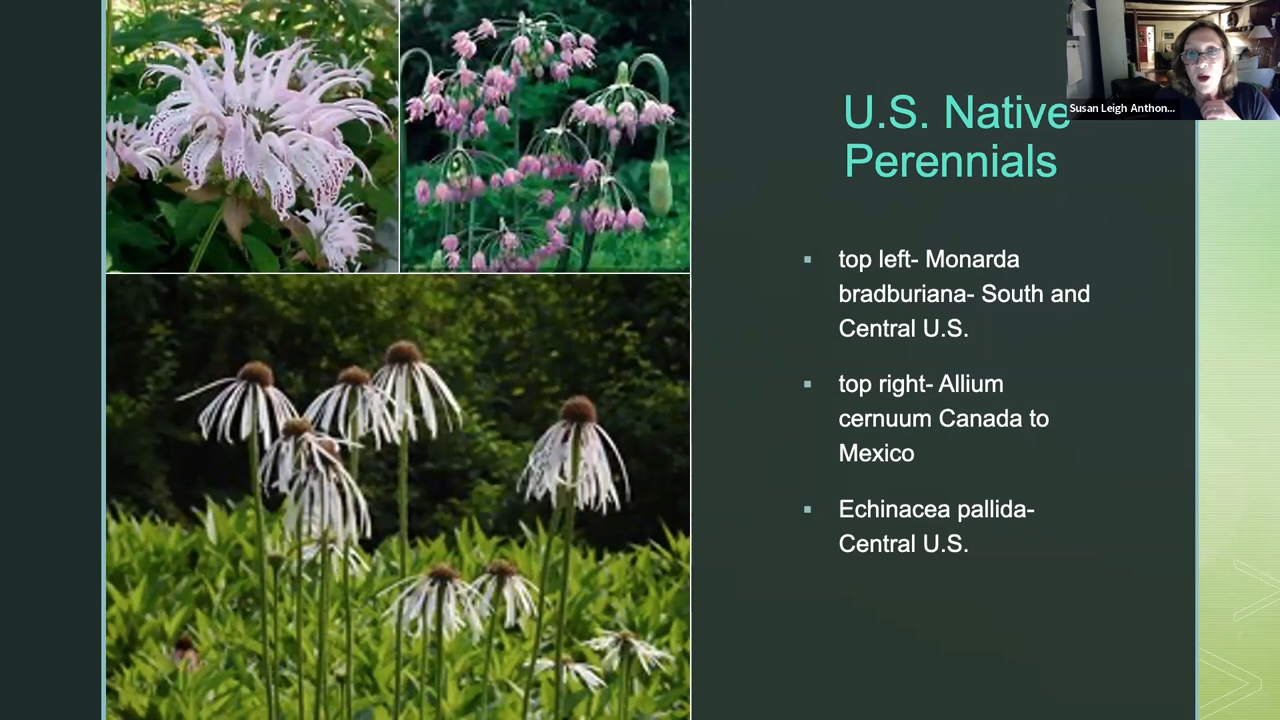 Susan Leigh Anthon...
U.S. Native
Perennials
▪ top left- Monarda
bradburiana- South and
Central U.S.
▪ top right- Allium
cernuum Canada to
Mexico
▪ Echinacea pallida-
Central U.S.